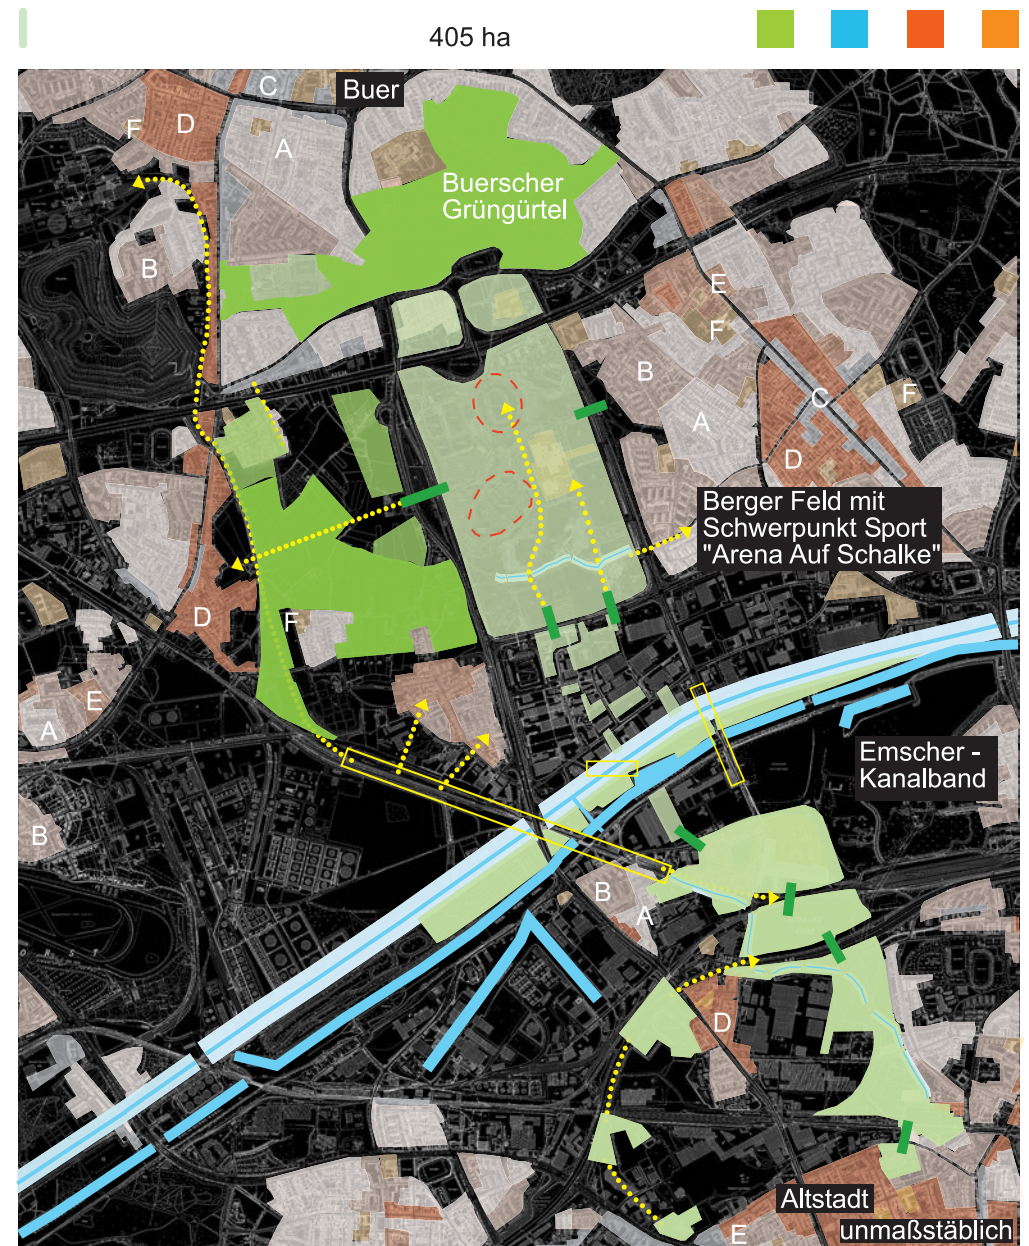 405 ha
C
Buer
F
D
A
Buerscher
Grüngürtel
B
E
F
B
A
C
F
D
Berger Feld mit
Schwerpunkt Sport
"Arena Auf Schalke"
D
F
E
A
Emscher -
Kanalband
B
B
A
D
Altstadt
E
unmaßstäblich